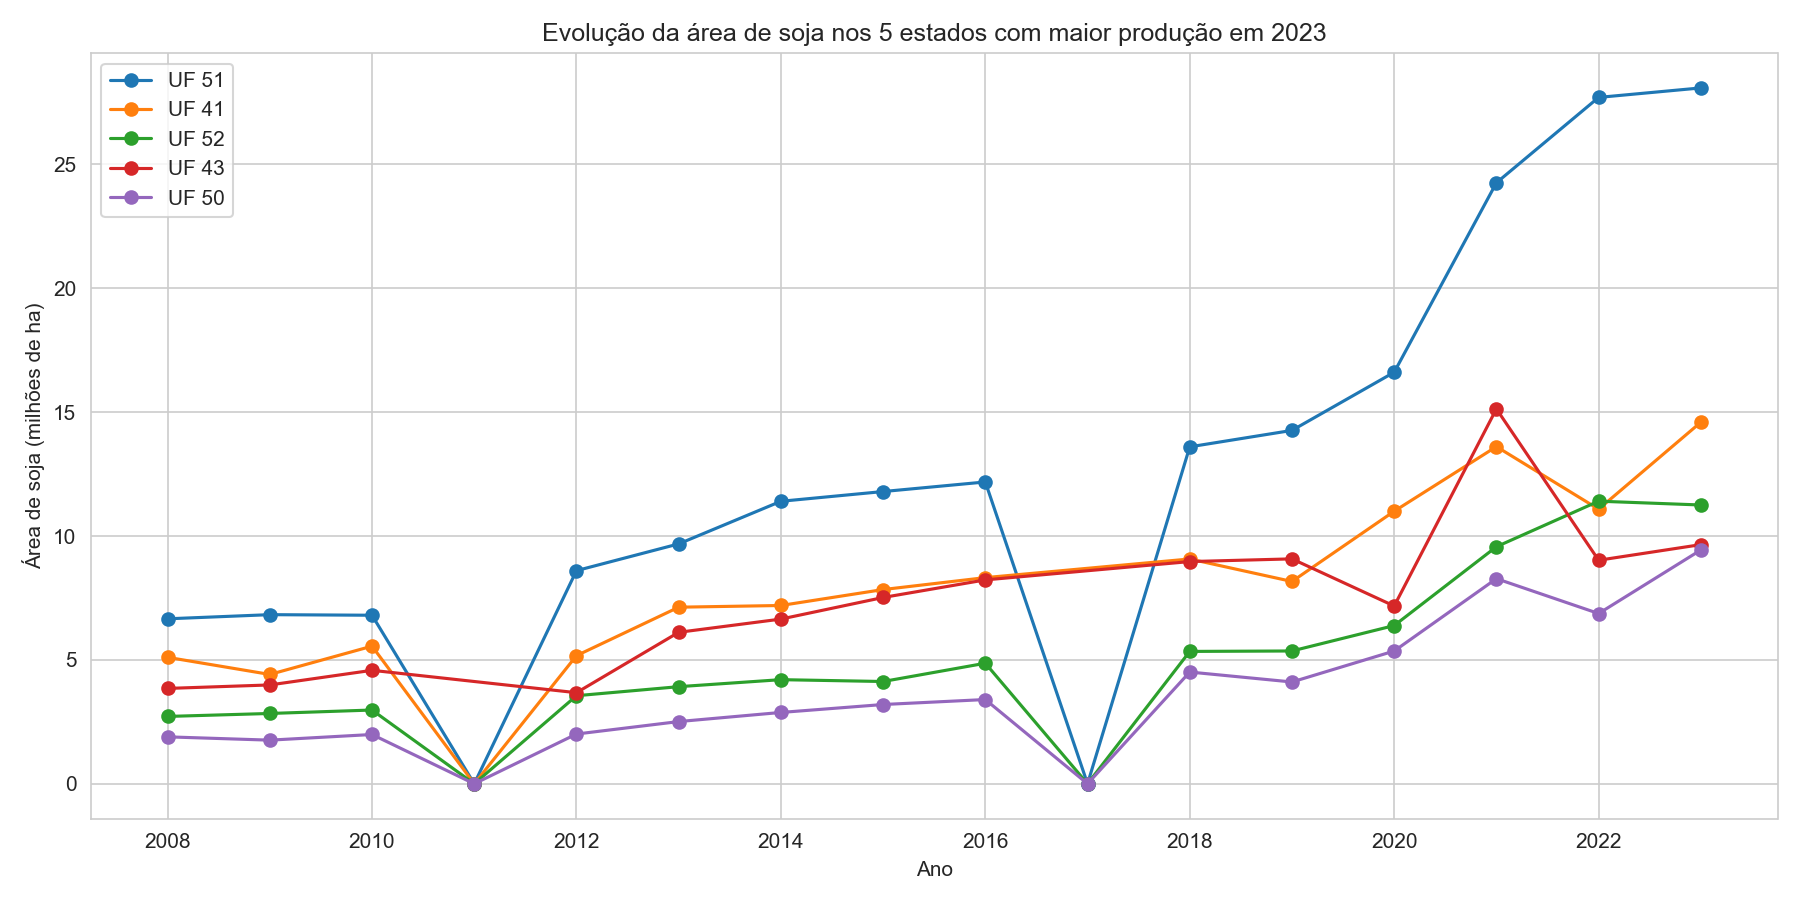 Evolução da área de soja nos 5 estados com maior produção em 2023
UF 51
UF 41
UF 52
UF 43
UF 50
Área de soja (milhões de ha)
25
20
15
10
5
0
2008
2010
2012
2014
2016
2018
2020
2022
Ano